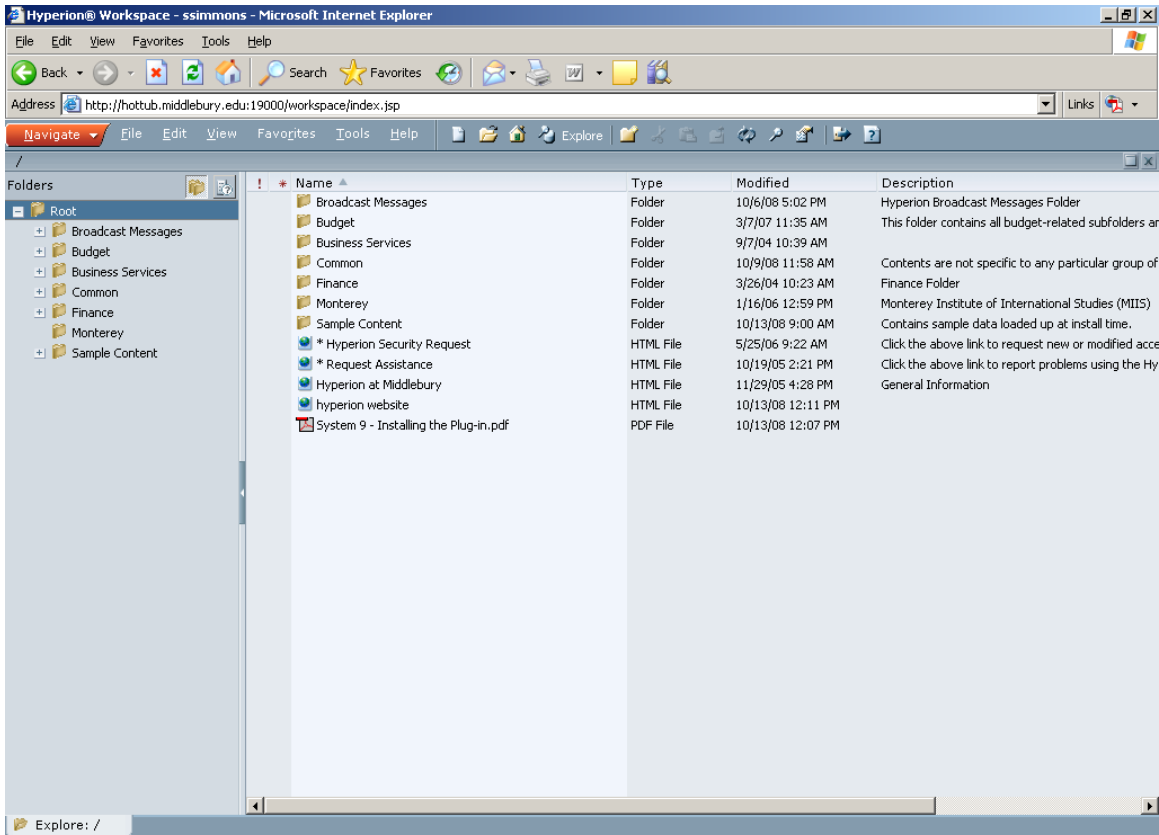 Hyperion® Workspace - ssimmons - Microsoft Internet Explorer
File Edit View Favorites Tools Help
Back Search Favorites
Address http://hottub.middlebury.edu:19000/workspace/index.jsp Links
Navigate File Edit View Favorites Tools Help Explore
/
Folders ! * Name Type Modified Description
Root
Broadcast Messages
Budget
Business Services
Common
Finance
Monterey
Sample Content
Broadcast Messages Folder 10/6/08 5:02 PM Hyperion Broadcast Messages Folder
Budget Folder 3/7/07 11:35 AM This folder contains all budget-related subfolders ar
Business Services Folder 9/7/04 10:39 AM
Common Folder 10/9/08 11:58 AM Contents are not specific to any particular group of
Finance Folder 3/26/04 10:23 AM Finance Folder
Monterey Folder 1/16/06 12:59 PM Monterey Institute of International Studies (MIIS)
Sample Content Folder 10/13/08 9:00 AM Contains sample data loaded up at install time.
* Hyperion Security Request HTML File 5/25/06 9:22 AM Click the above link to request new or modified acce
* Request Assistance HTML File 10/19/05 2:21 PM Click the above link to report problems using the Hy
Hyperion at Middlebury HTML File 11/29/05 4:28 PM General Information
hyperion website HTML File 10/13/08 12:11 PM
System 9 - Installing the Plug-in.pdf PDF File 10/13/08 12:07 PM
Explore: /